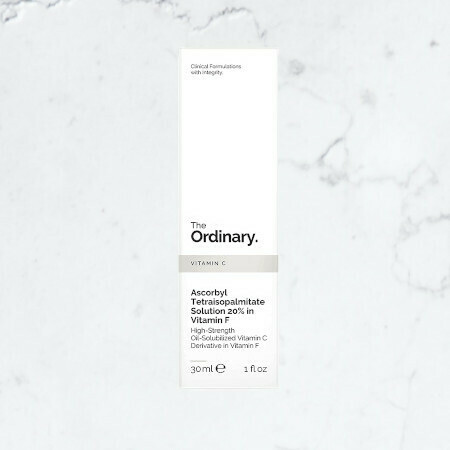 Clinical Formulations
with Integrity.
The
Ordinary.
VITAMIN C
Ascorbyl
Tetraisopalmitate
Solution 20% in
Vitamin F
High-Strength
Oil-Solubilized Vitamin C
Derivative in Vitamin F
30ml ℮ 1 fl oz